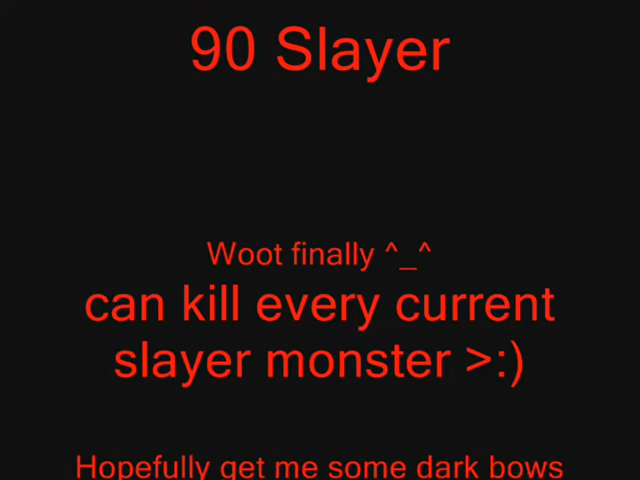 90 Slayer
Woot finally ^_^
can kill every current
slayer monster >:)
Hopefully get me some dark bows